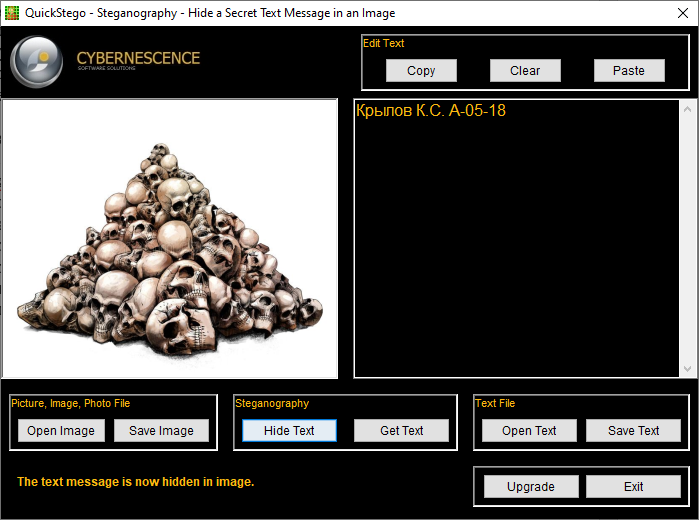 QuickStego - Steganography - Hide a Secret Text Message in an Image
CYBERNESCENCE
SOFTWARE SOLUTIONS
Edit Text
Copy
Clear
Paste
Крылов К.С. А-05-18
Picture, Image, Photo File
Open Image
Save Image
Steganography
Hide Text
Get Text
Text File
Open Text
Save Text
The text message is now hidden in image.
Upgrade
Exit